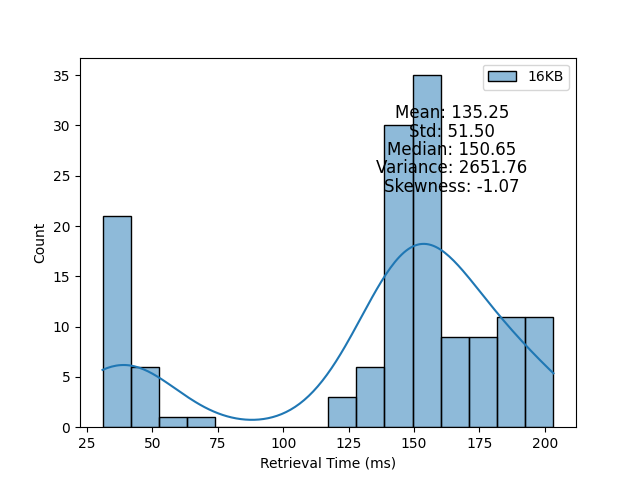 16KB
Mean: 135.25
Std: 51.50
Median: 150.65
Variance: 2651.76
Skewness: -1.07
Count
35
30
25
20
15
10
5
0
25 50 75 100 125 150 175 200
Retrieval Time (ms)